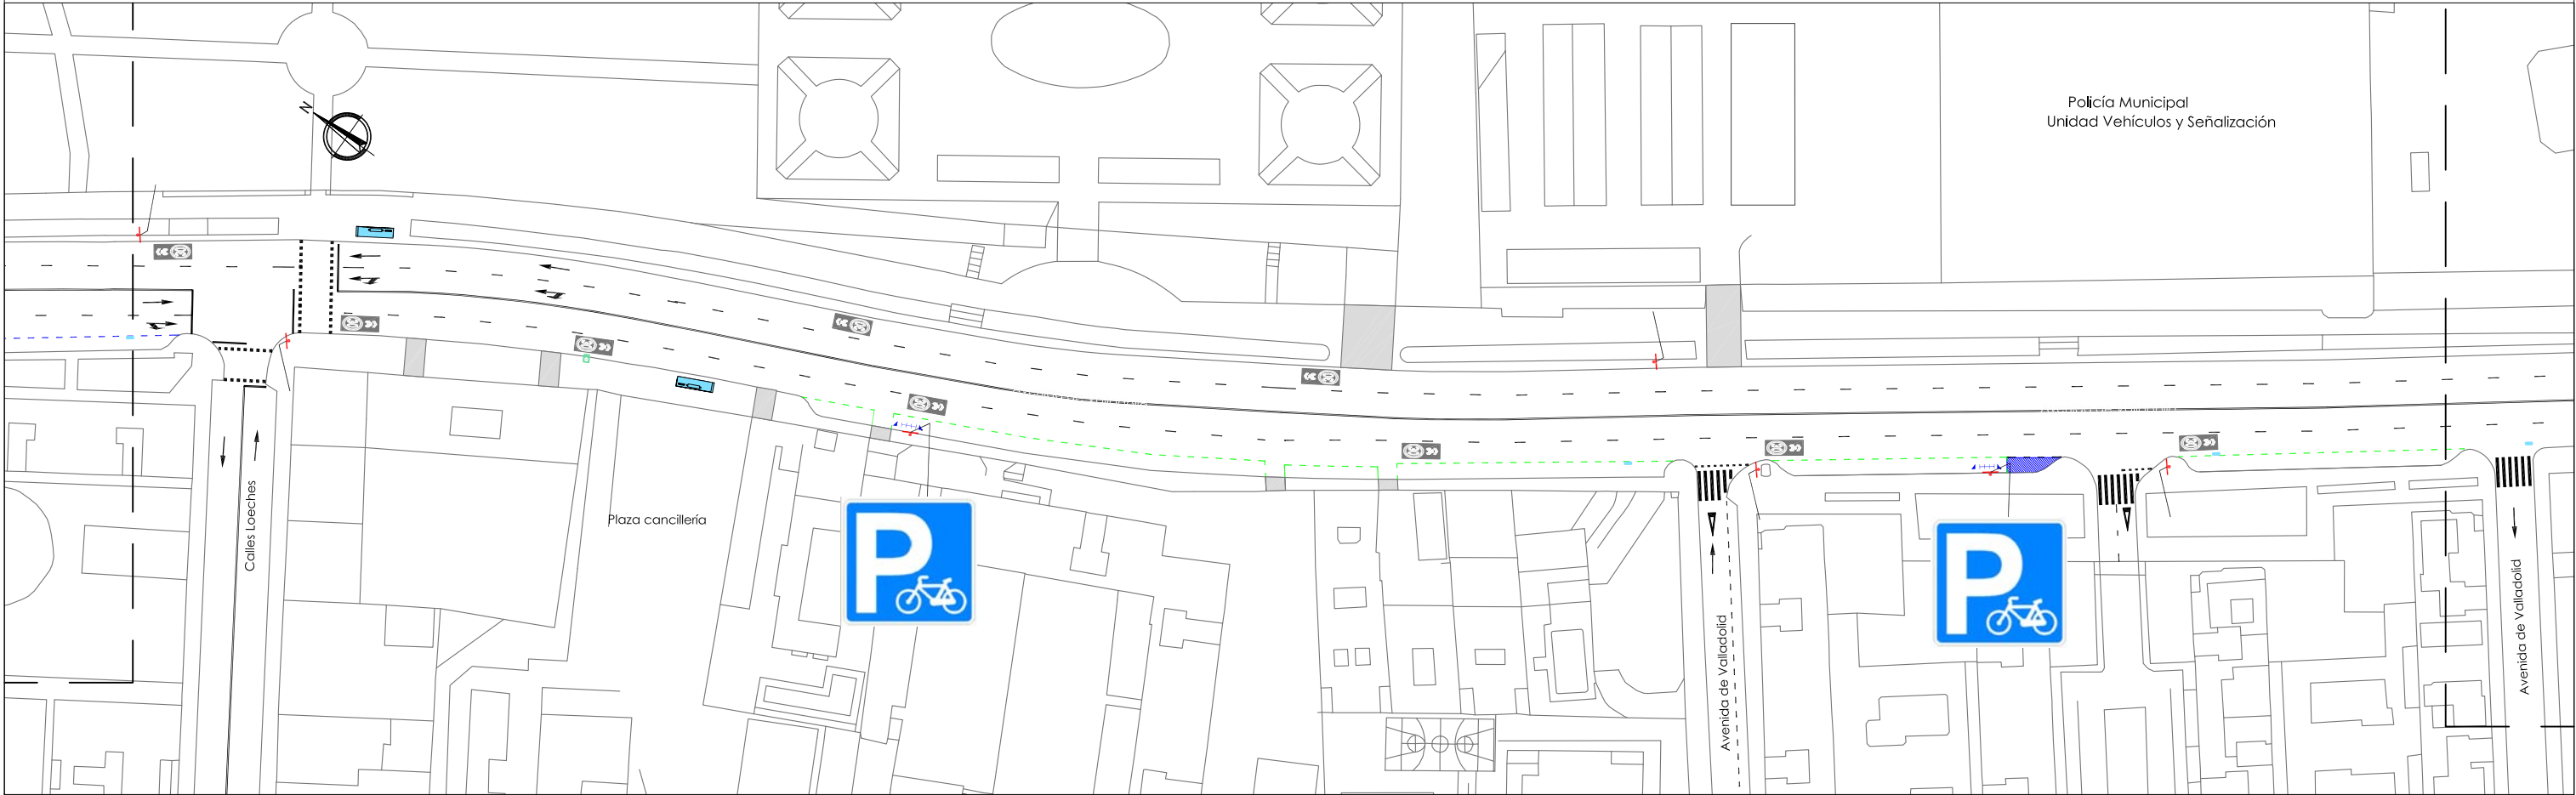 Policía Municipal
Unidad Vehículos y Señalización
N
Calles Loeches
Plaza cancillería
P
P
Avenida de Valladolid
Avenida de Valladolid